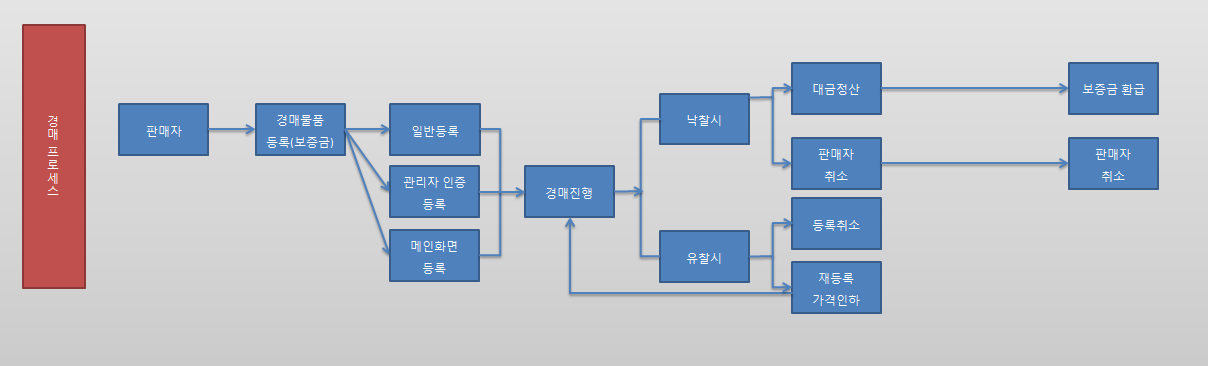 경매 프로세스
판매자
경매물품
등록(보증금)
일반등록
관리자 인증
등록
메인화면
등록
경매진행
낙찰시
유찰시
대금정산
판매자
취소
등록취소
재등록
가격인하
보증금 환급
판매자
취소